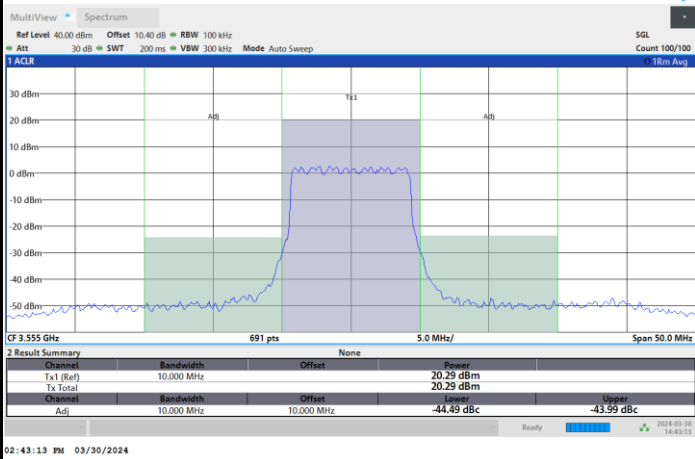 MultiView Spectrum
Ref Level 40.00 dBm Offset 10.40 dB RBW 100 kHz SGL
Att 30 dB SWT 200 ms VBW 300 kHz Mode Auto Sweep Count 100/100
1 ACLR 1Rm Avg
30 dBm
Tx1
20 dBm Adj Adj
10 dBm
0 dBm
-10 dBm
-20 dBm
-30 dBm
-40 dBm
-50 dBm
CF 3.555 GHz 691 pts 5.0 MHz/ Span 50.0 MHz
2 Result Summary None
Channel Bandwidth Offset Power
Tx1 (Ref) 10.000 MHz 20.29 dBm
Tx Total 20.29 dBm
Channel Bandwidth Offset Lower Upper
Adj 10.000 MHz 10.000 MHz -44.49 dBc -43.99 dBc
Ready 2024-03-30
14:43:13
02:43:13 PM 03/30/2024